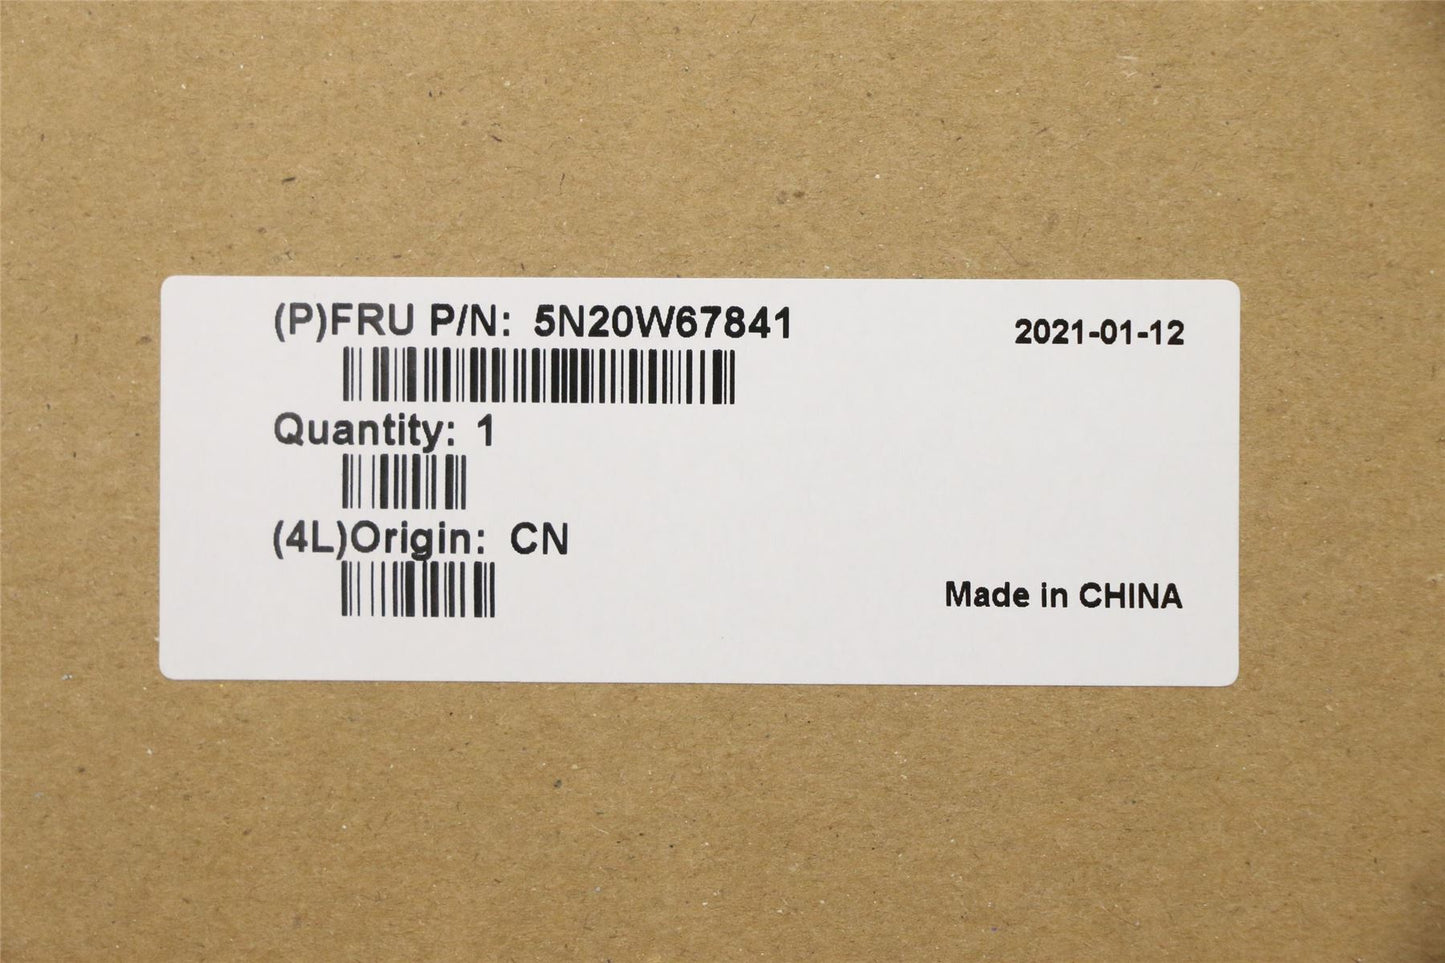 (P)FRU P/N: 5N20W67841
2021-01-12
Quantity: 1
(4L)Origin: CN
Made in CHINA